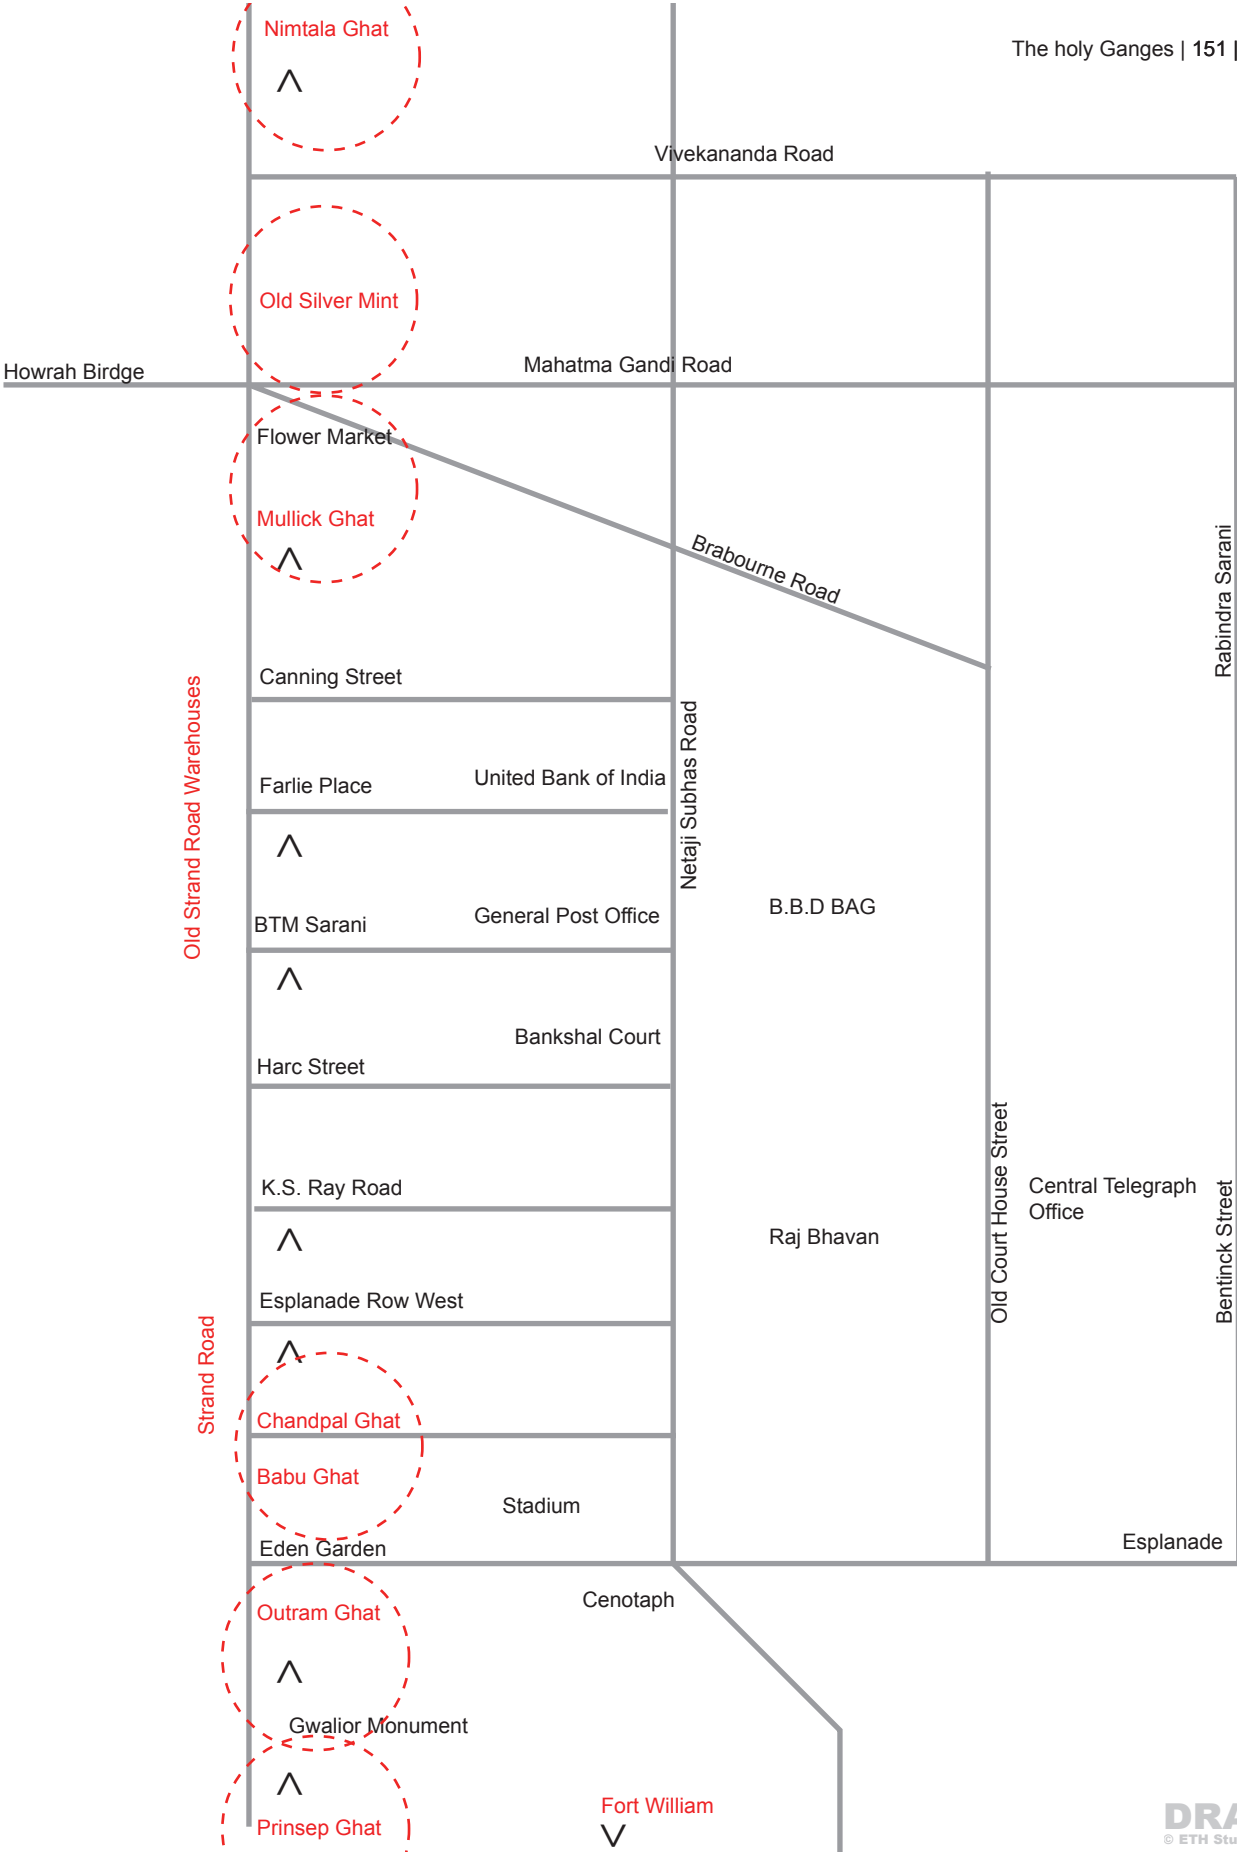 Nimtala Ghat
The holy Ganges | 151 |
Vivekananda Road
Old Silver Mint
Howrah Birdge
Mahatma Gandi Road
Flower Market
Mullick Ghat
Brabourne Road
Rabindra Sarani
Canning Street
Old Strand Road Warehouses
Netaji Subhas Road
Farlie Place
United Bank of India
BTM Sarani
General Post Office
B.B.D BAG
Bankshal Court
Harc Street
Old Court House Street
K.S. Ray Road
Central Telegraph
Office
Bentinck Street
Raj Bhavan
Esplanade Row West
Strand Road
Chandpal Ghat
Babu Ghat
Stadium
Eden Garden
Esplanade
Cenotaph
Outram Ghat
Gwalior Monument
Fort William
Prinsep Ghat
DRA
© ETH Stu